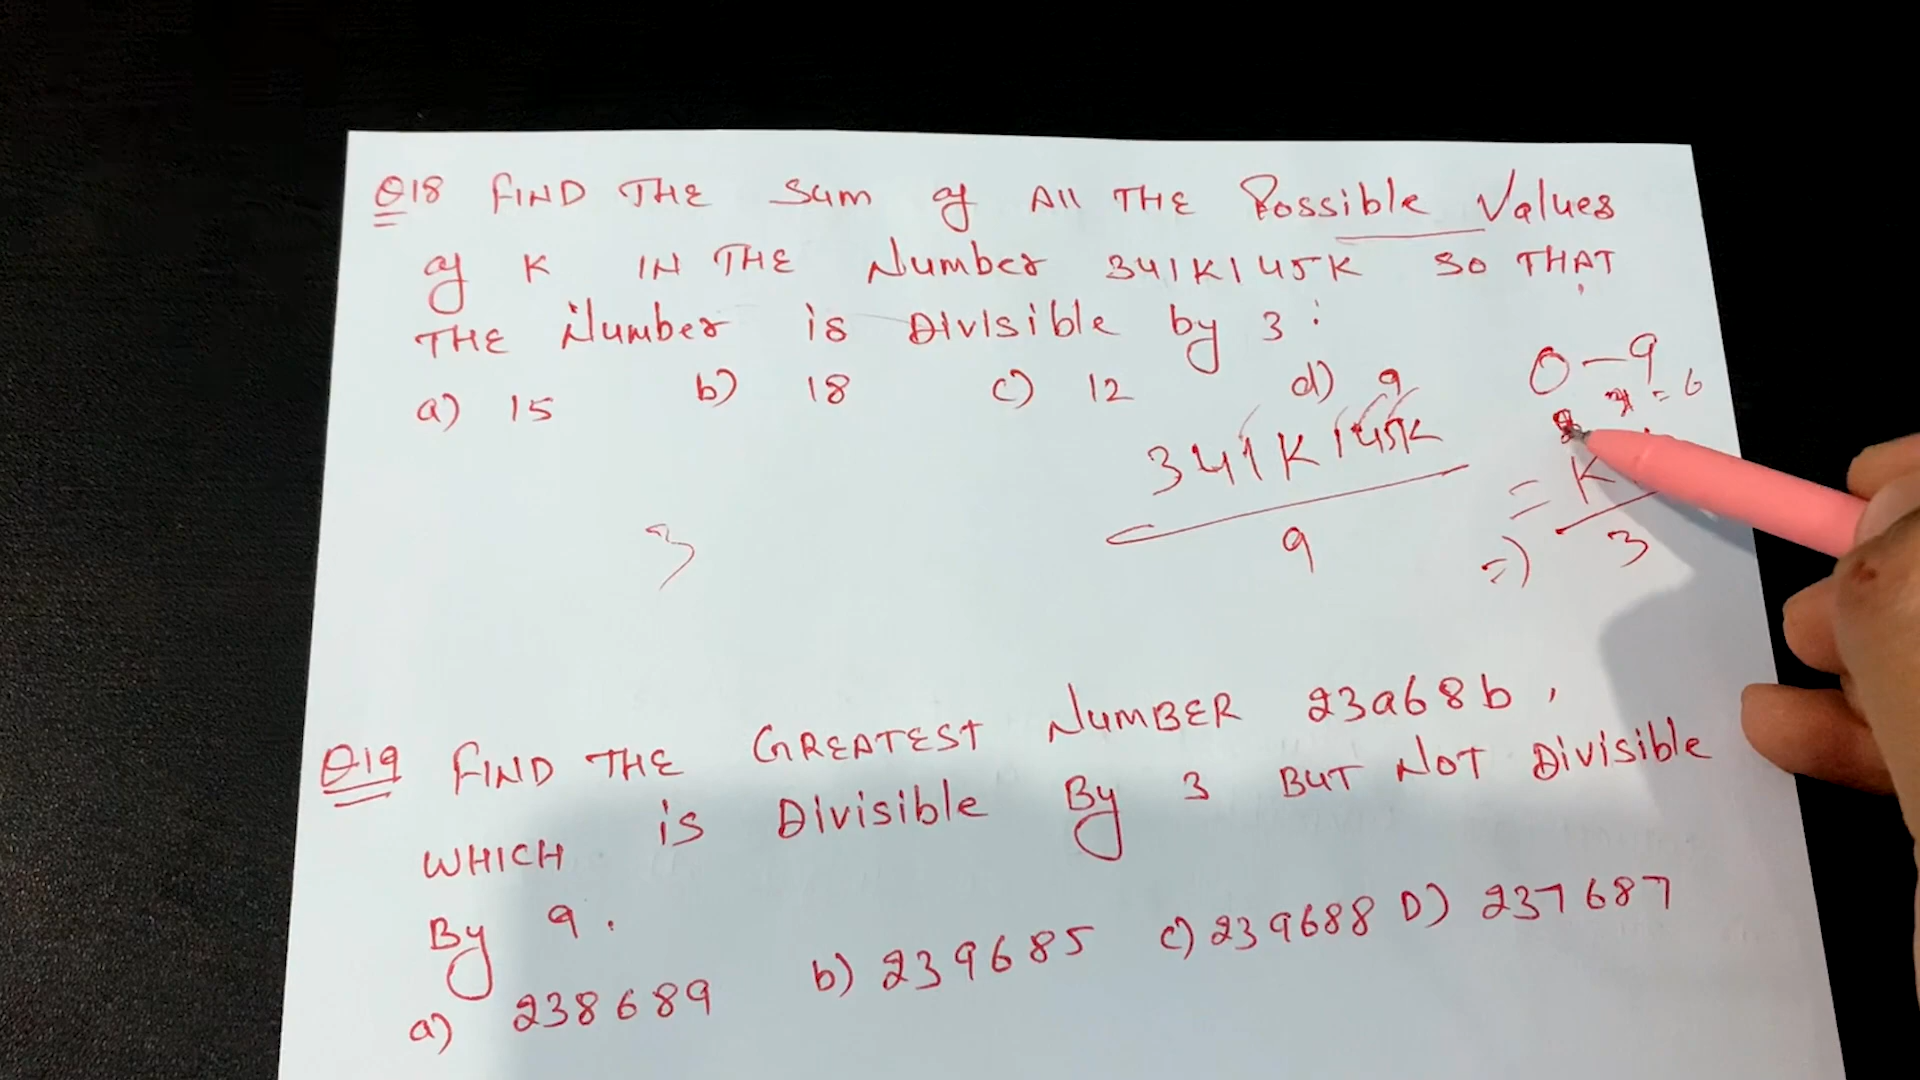 Q18 FIND THE Sum of All THE Possible Values
of K IN THE Number 341K145K SO THAT
THE Number is Divisible by 3:
a) 15 b) 18 c) 12 d) 9
0-9
= 6
341K145K
9
= K
3
=)
3
Q19 FIND THE GREATEST NUMBER 23a68b,
WHICH is Divisible By 3 BUT NOT Divisible
By 9.
a) 238689 b) 239685 c) 239688 D) 237687